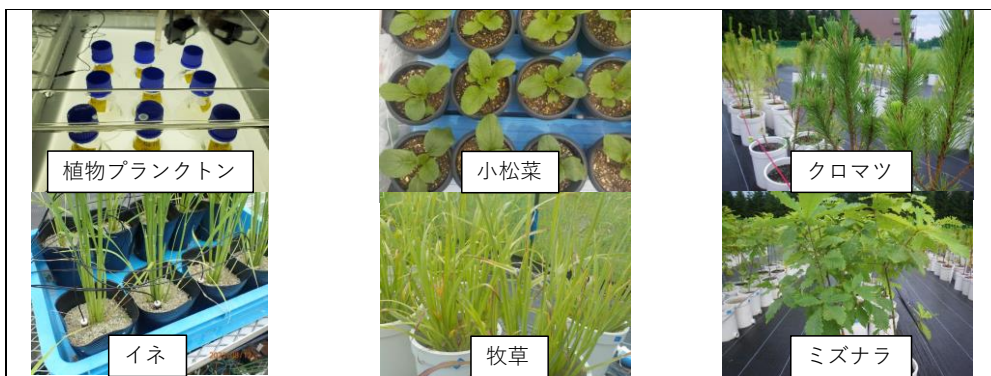 植物プランクトン
小松菜
クロマツ
イネ
牧草
ミズナラ